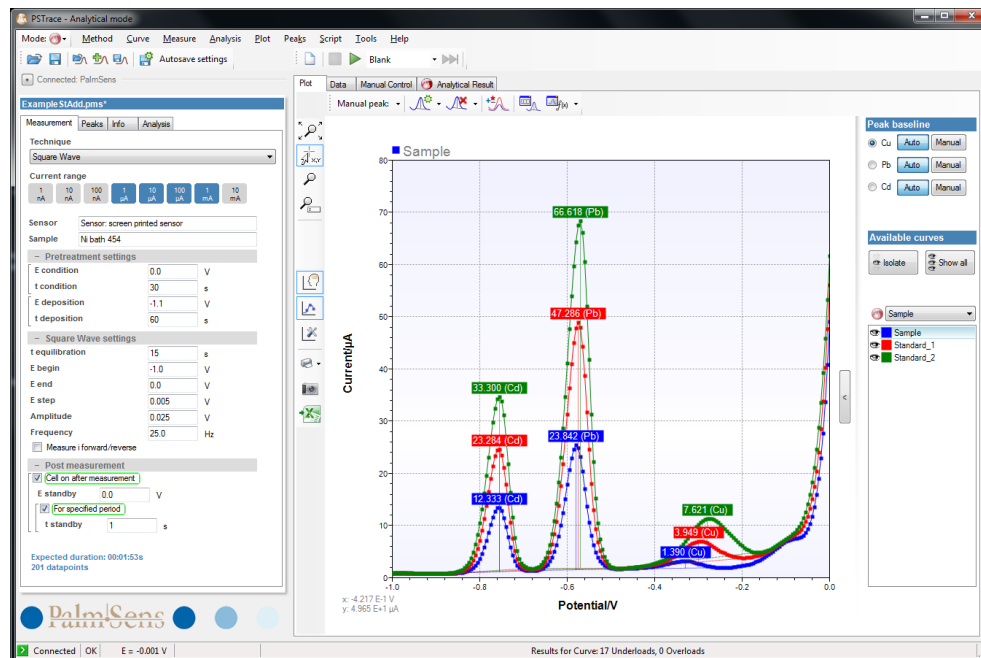 PSTrace - Analytical mode
Mode: Method Curve Measure Analysis Plot Peaks Script Tools Help
Autosave settings Blank
Connected: PalmSens
ExampleStAdd.pms*
Measurement Peaks Info Analysis
Technique
Square Wave
Current range
1 nA 10 nA 100 nA 1 µA 10 µA 100 µA 1 mA 10 mA
Sensor Sensor: screen printed sensor
Sample Ni bath 454
− Pretreatment settings
E condition 0.0 V
t condition 30 s
E deposition -1.1 V
t deposition 60 s
− Square Wave settings
t equilibration 15 s
E begin -1.0 V
E end 0.0 V
E step 0.005 V
Amplitude 0.025 V
Frequency 25.0 Hz
Measure i forward/reverse
− Post measurement
Cell on after measurement
E standby 0.0 V
For specified period
t standby 1 s
Expected duration: 00:01:53s
201 datapoints
PalmSens
Plot Data Manual Control Analytical Result
Manual peak:
Sample
Current/µA
80
70
60
50
40
30
20
10
0
66.618 (Pb)
47.286 (Pb)
33.300 (Cd)
23.284 (Cd)
23.842 (Pb)
12.333 (Cd)
7.621 (Cu)
3.949 (Cu)
1.390 (Cu)
-1.0 -0.8 -0.6 -0.4 -0.2 0.0
Potential/V
x: -4.217 E-1 V
y: 4.965 E+1 µA
Peak baseline
Cu Auto Manual
Pb Auto Manual
Cd Auto Manual
Available curves
Isolate Show all
Sample
Sample
Standard_1
Standard_2
<
Connected OK E = -0.001 V Results for Curve: 17 Underloads, 0 Overloads